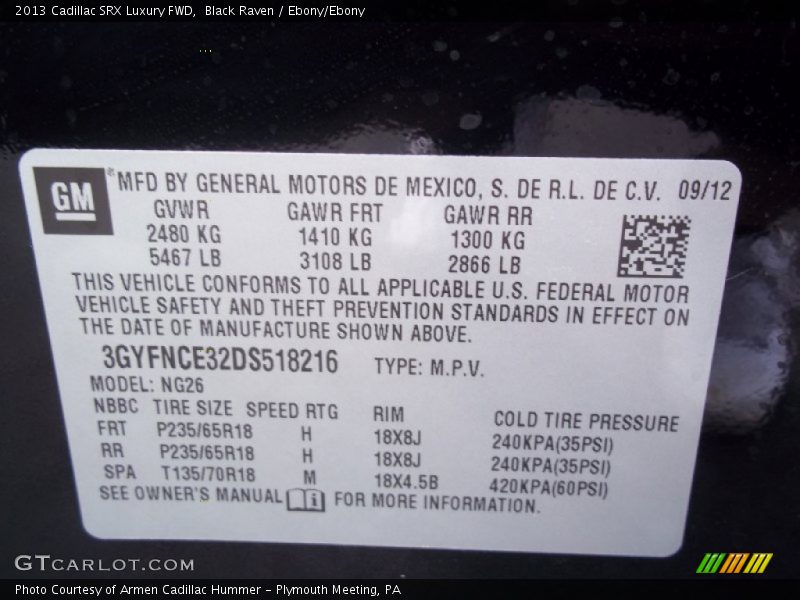 2013 Cadillac SRX Luxury FWD, Black Raven / Ebony/Ebony
GM
® MFD BY GENERAL MOTORS DE MEXICO, S. DE R.L. DE C.V. 09/12
GVWR GAWR FRT GAWR RR
2480 KG 1410 KG 1300 KG
5467 LB 3108 LB 2866 LB
THIS VEHICLE CONFORMS TO ALL APPLICABLE U.S. FEDERAL MOTOR
VEHICLE SAFETY AND THEFT PREVENTION STANDARDS IN EFFECT ON
THE DATE OF MANUFACTURE SHOWN ABOVE.
3GYFNCE32DS518216 TYPE: M.P.V.
MODEL: NG26
NBBC TIRE SIZE SPEED RTG RIM COLD TIRE PRESSURE
FRT P235/65R18 H 18X8J 240KPA(35PSI)
RR P235/65R18 H 18X8J 240KPA(35PSI)
SPA T135/70R18 M 18X4.5B 420KPA(60PSI)
SEE OWNER'S MANUAL i FOR MORE INFORMATION.
GTCARLOT.COM
Photo Courtesy of Armen Cadillac Hummer - Plymouth Meeting, PA